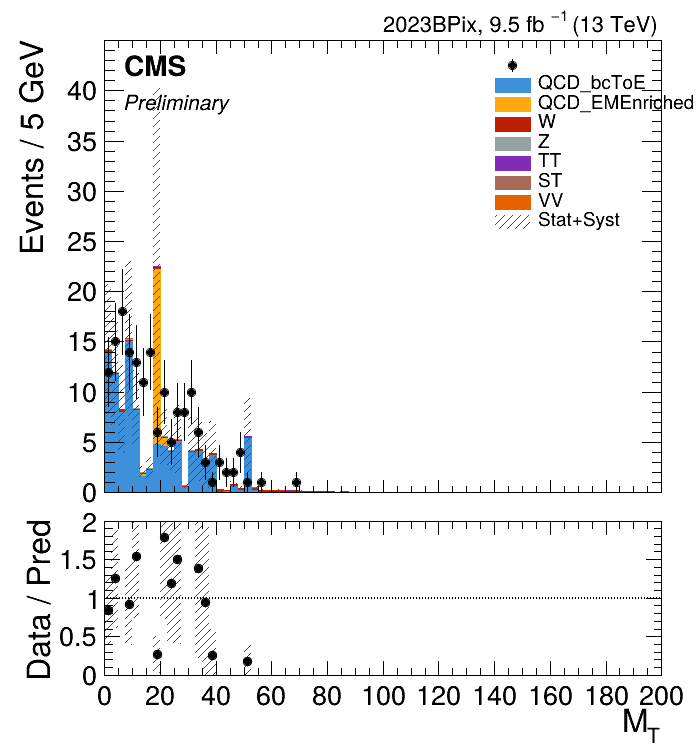 2023BPix, 9.5 fb⁻¹ (13 TeV)
Events / 5 GeV
CMS
Preliminary
QCD_bcToE
QCD_EMEnriched
W
Z
TT
ST
VV
Stat+Syst
40
35
30
25
20
15
10
5
0
Data / Pred
2
1.5
1
0.5
0
0 20 40 60 80 100 120 140 160 180 200
M_T